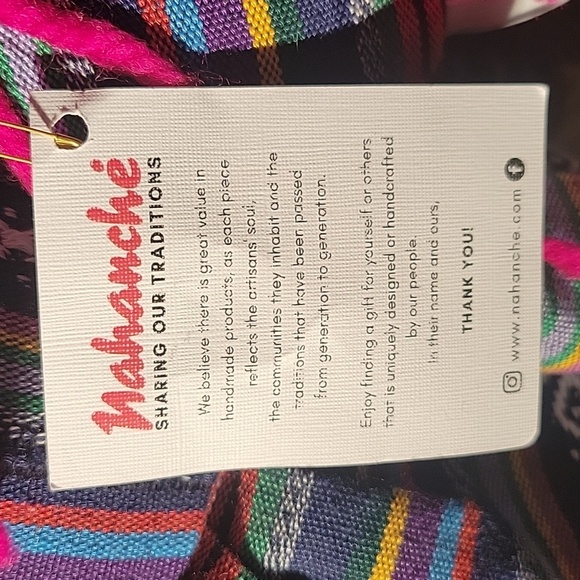 Nahanché
SHARING OUR TRADITIONS
We believe there is great value in
handmade products, as each piece
reflects the artisans' soul,
the communities they inhabit and the
traditions that have been passed
from generation to generation.
Enjoy finding a gift for yourself or others
that is uniquely designed or handcrafted
by our people.
In their name and ours,
THANK YOU!
www.nahanche.com